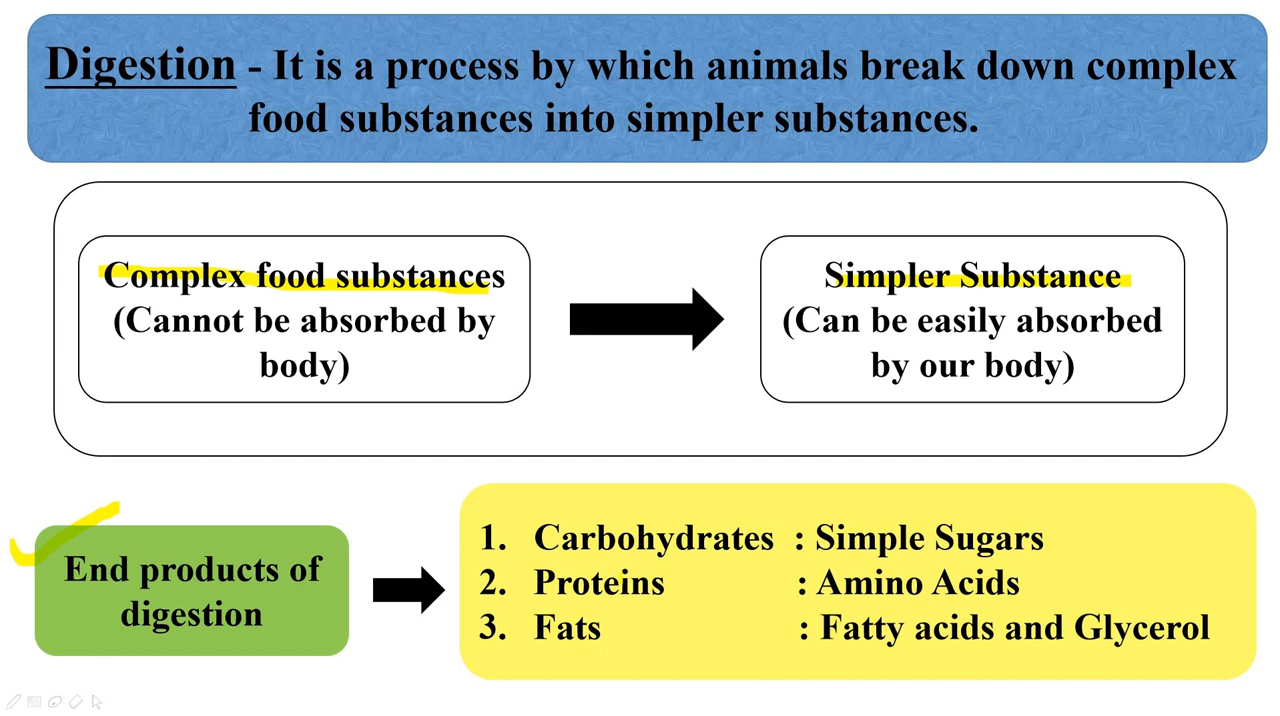 Digestion - It is a process by which animals break down complex
food substances into simpler substances.
Complex food substances
(Cannot be absorbed by
body)
Simpler Substance
(Can be easily absorbed
by our body)
End products of
digestion
1. Carbohydrates : Simple Sugars
2. Proteins : Amino Acids
3. Fats : Fatty acids and Glycerol